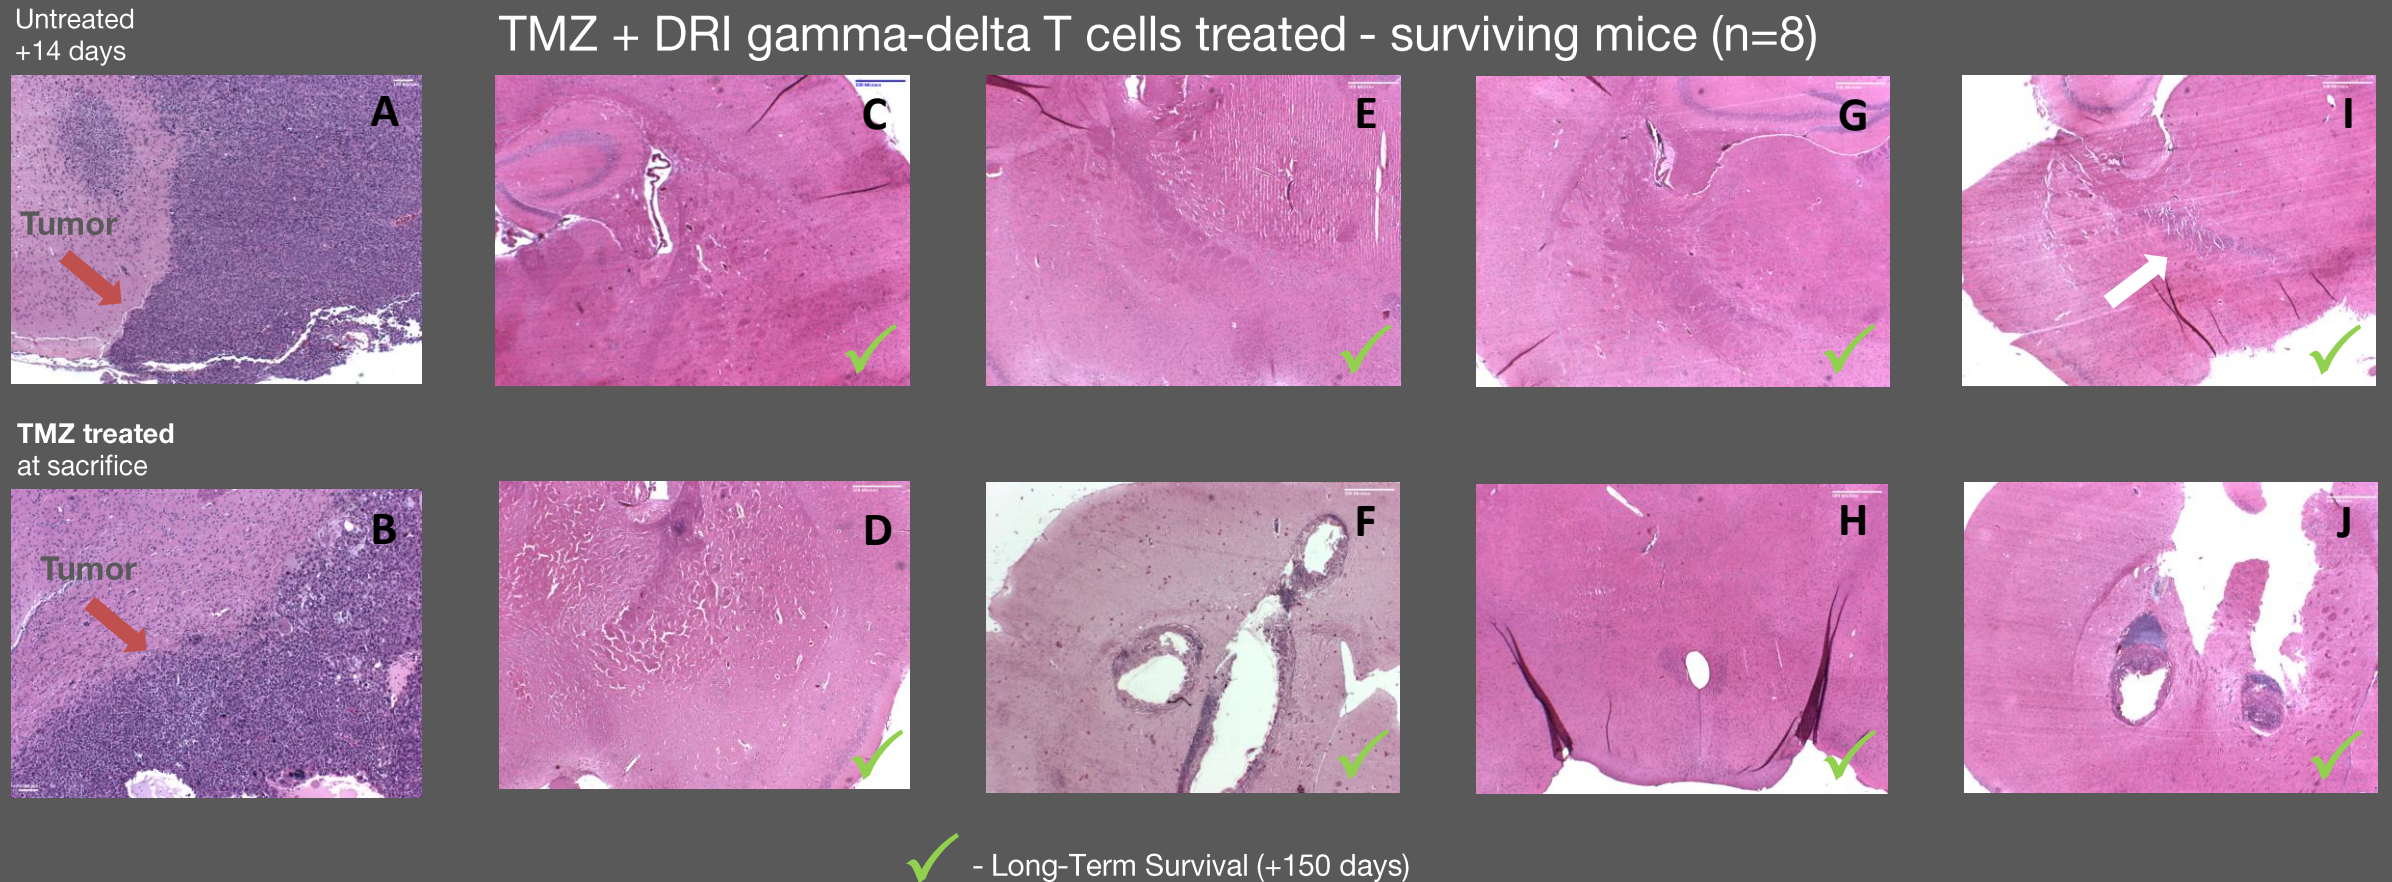 Untreated
+14 days
TMZ + DRI gamma-delta T cells treated - surviving mice (n=8)
A
Tumor
C
E
G
I
TMZ treated
at sacrifice
B
Tumor
D
F
H
J
- Long-Term Survival (+150 days)